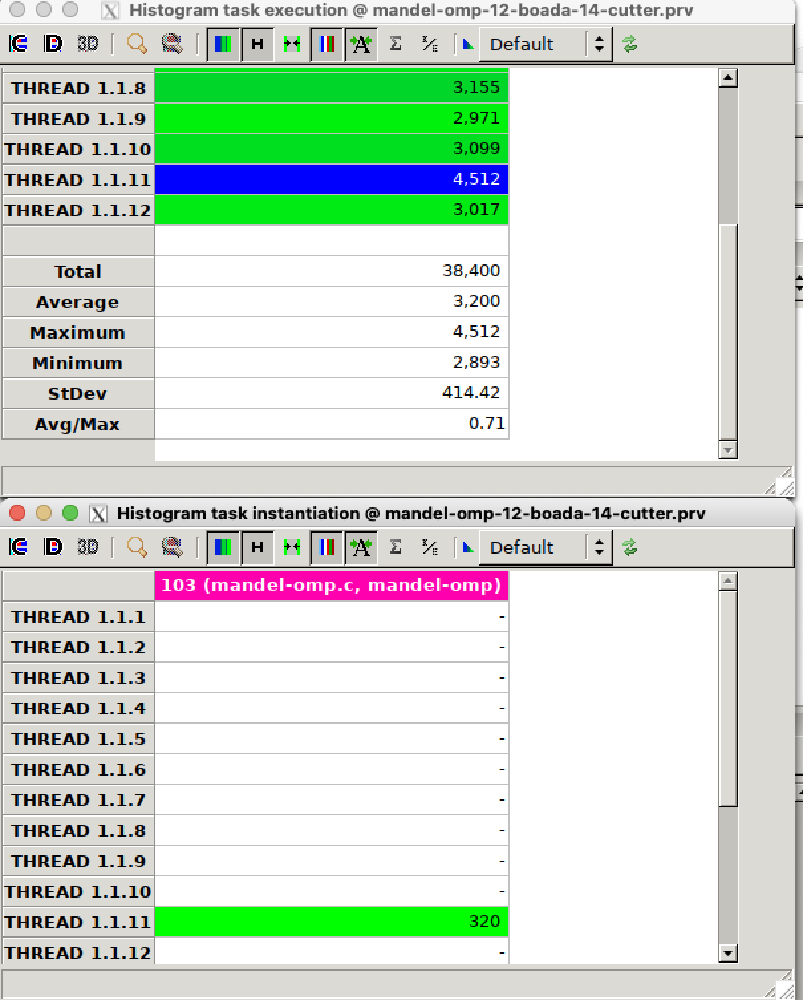 Histogram task execution @ mandel-omp-12-boada-14-cutter.prv
3D H A Σ Default
THREAD 1.1.8 3,155
THREAD 1.1.9 2,971
THREAD 1.1.10 3,099
THREAD 1.1.11 4,512
THREAD 1.1.12 3,017
Total 38,400
Average 3,200
Maximum 4,512
Minimum 2,893
StDev 414.42
Avg/Max 0.71
Histogram task instantiation @ mandel-omp-12-boada-14-cutter.prv
3D H A Σ Default
103 (mandel-omp.c, mandel-omp)
THREAD 1.1.1 -
THREAD 1.1.2 -
THREAD 1.1.3 -
THREAD 1.1.4 -
THREAD 1.1.5 -
THREAD 1.1.6 -
THREAD 1.1.7 -
THREAD 1.1.8 -
THREAD 1.1.9 -
THREAD 1.1.10 -
THREAD 1.1.11 320
THREAD 1.1.12 -